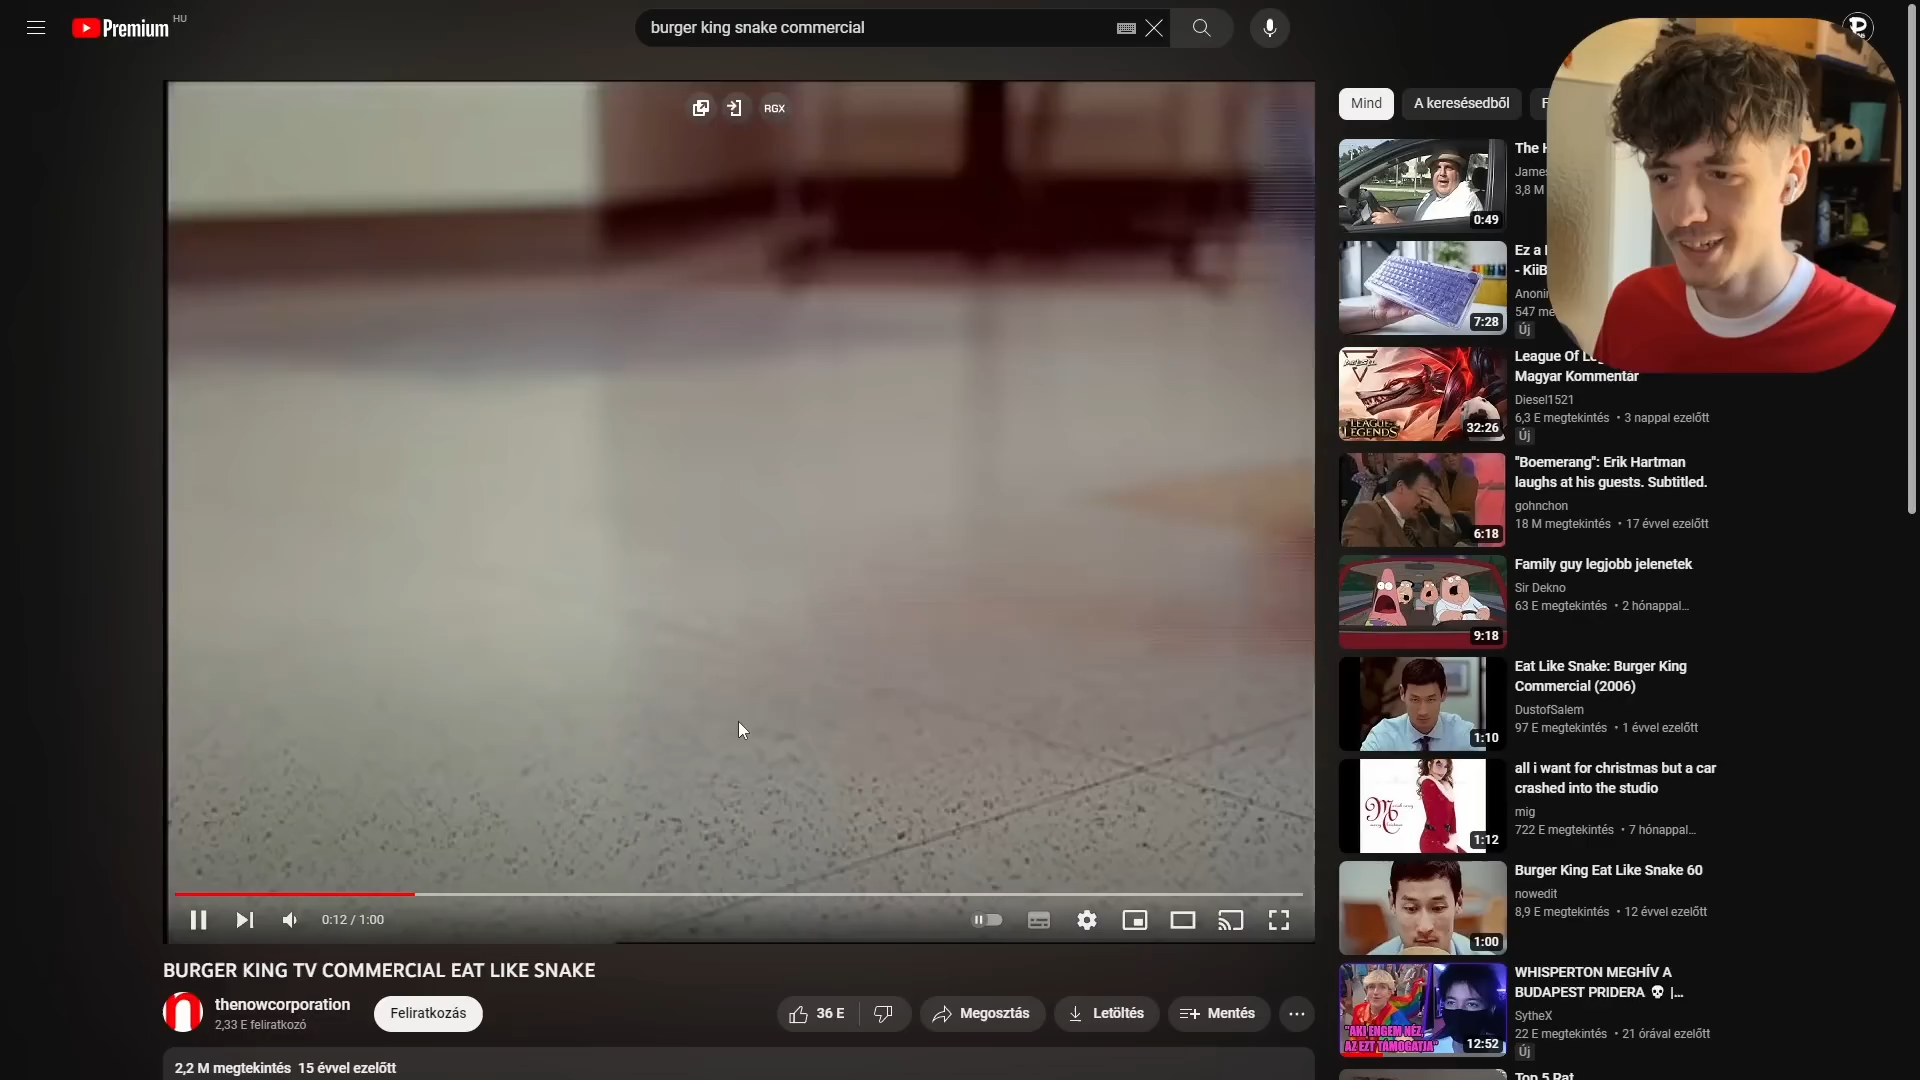 Premium HU
burger king snake commercial
RGX
Mind
A keresésedből
F
The H
James
3,8 M
0:49
Ez a
- KiiB
Anonin
547 me
Új
7:28
League Of Leg
Magyar Kommentár
Diesel1521
6,3 E megtekintés • 3 nappal ezelőtt
Új
LEAGUE OF
LEGENDS
32:26
"Boemerang": Erik Hartman
laughs at his guests. Subtitled.
gohnchon
18 M megtekintés • 17 évvel ezelőtt
6:18
Family guy legjobb jelenetek
Sir Dekno
63 E megtekintés • 2 hónappal...
9:18
Eat Like Snake: Burger King
Commercial (2006)
DustofSalem
97 E megtekintés • 1 évvel ezelőtt
1:10
all i want for christmas but a car
crashed into the studio
mig
722 E megtekintés • 7 hónappal...
1:12
Burger King Eat Like Snake 60
nowedit
8,9 E megtekintés • 12 évvel ezelőtt
1:00
WHISPERTON MEGHÍV A
BUDAPEST PRIDERA 💀 |...
SytheX
22 E megtekintés • 21 órával ezelőtt
Új
"AKI ENGEM NÉZ,
AZ EZT TÁMOGATJA"
12:52
Top 5 Rat
0:12 / 1:00
BURGER KING TV COMMERCIAL EAT LIKE SNAKE
thenowcorporation
2,33 E feliratkozó
Feliratkozás
36 E
Megosztás
Letöltés
Mentés
2,2 M megtekintés 15 évvel ezelőtt